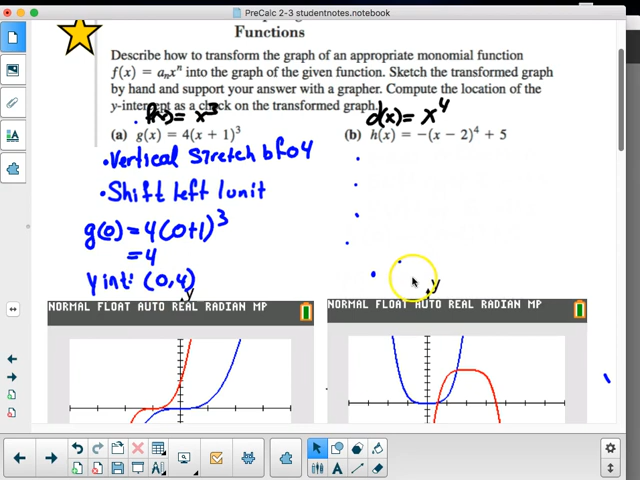 PreCalc 2-3 studentnotes.notebook
Functions
Describe how to transform the graph of an appropriate monomial function
f(x) = aₙxⁿ into the graph of the given function. Sketch the transformed graph
by hand and support your answer with a grapher. Compute the location of the
y-intercept as a check on the transformed graph.
f(x) = x³
d(x) = x⁴
(a) g(x) = 4(x + 1)³
(b) h(x) = −(x − 2)⁴ + 5
• Vertical Stretch bfo 4
• Shift left 1 unit
g(0) = 4(0+1)³
= 4
y int: (0,4)
y
y
NORMAL FLOAT AUTO REAL RADIAN MP
NORMAL FLOAT AUTO REAL RADIAN MP